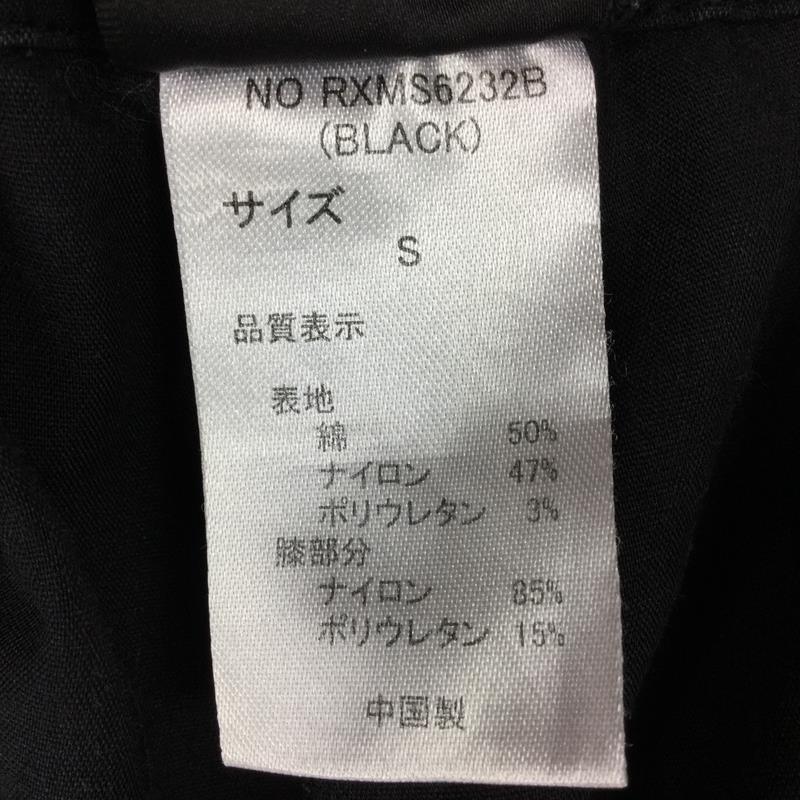 NO RXMS6232B
(BLACK)
サイズ
S
品質表示
表地
綿 50%
ナイロン 47%
ポリウレタン 3%
膝部分
ナイロン 85%
ポリウレタン 15%
中国製